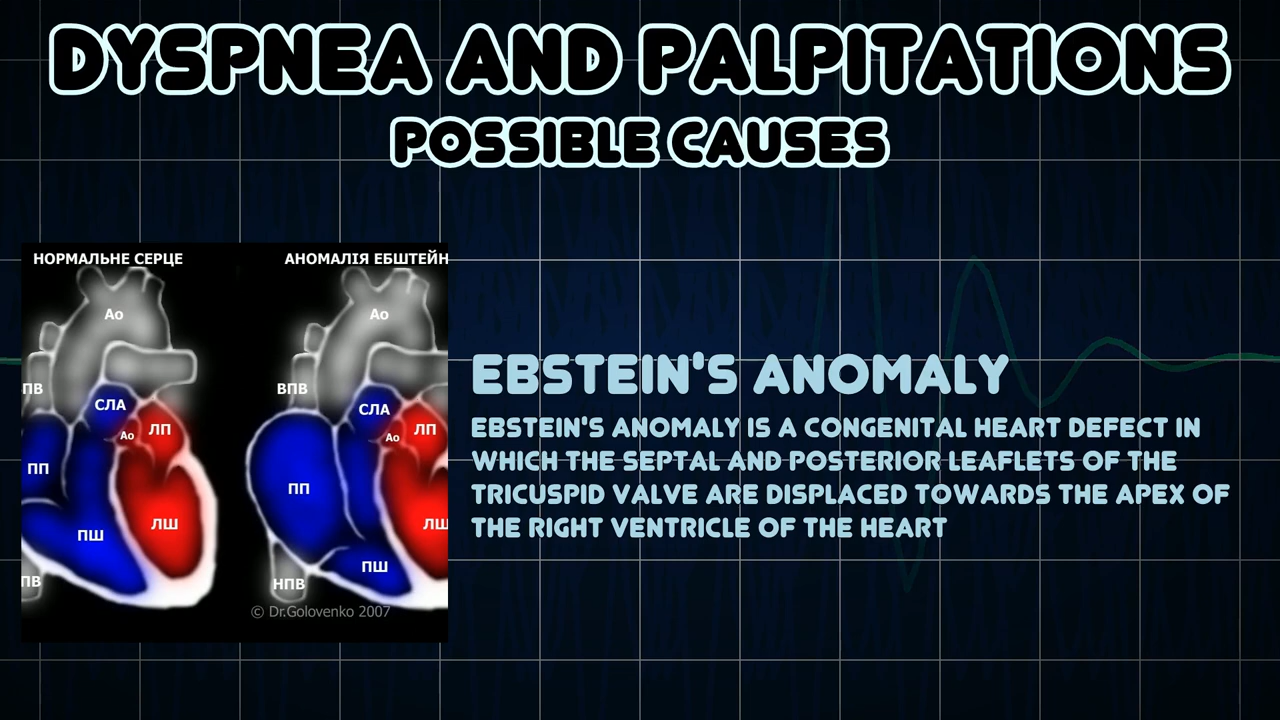 DYSPNEA AND PALPITATIONS
POSSIBLE CAUSES
НОРМАЛЬНЕ СЕРЦЕ
АНОМАЛІЯ ЕБШТЕЙН
Ао
Ао
ПВ
ВПВ
СЛА
СЛА
Ао
ЛП
Ао
ЛП
ПП
ПП
ЛШ
ЛШ
ПШ
ПШ
ПВ
НПВ
© Dr.Golovenko 2007
EBSTEIN'S ANOMALY
EBSTEIN'S ANOMALY IS A CONGENITAL HEART DEFECT IN
WHICH THE SEPTAL AND POSTERIOR LEAFLETS OF THE
TRICUSPID VALVE ARE DISPLACED TOWARDS THE APEX OF
THE RIGHT VENTRICLE OF THE HEART